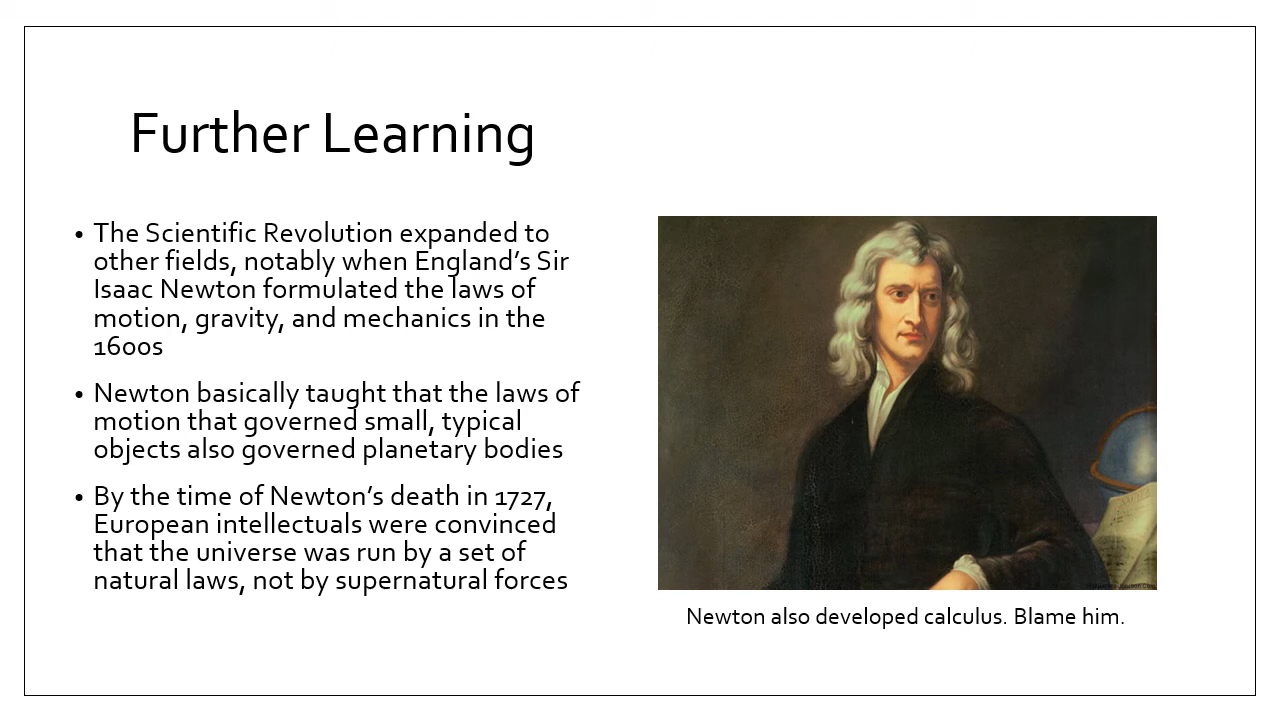 Further Learning
• The Scientific Revolution expanded to
other fields, notably when England’s Sir
Isaac Newton formulated the laws of
motion, gravity, and mechanics in the
1600s
• Newton basically taught that the laws of
motion that governed small, typical
objects also governed planetary bodies
• By the time of Newton’s death in 1727,
European intellectuals were convinced
that the universe was run by a set of
natural laws, not by supernatural forces
Newton also developed calculus. Blame him.